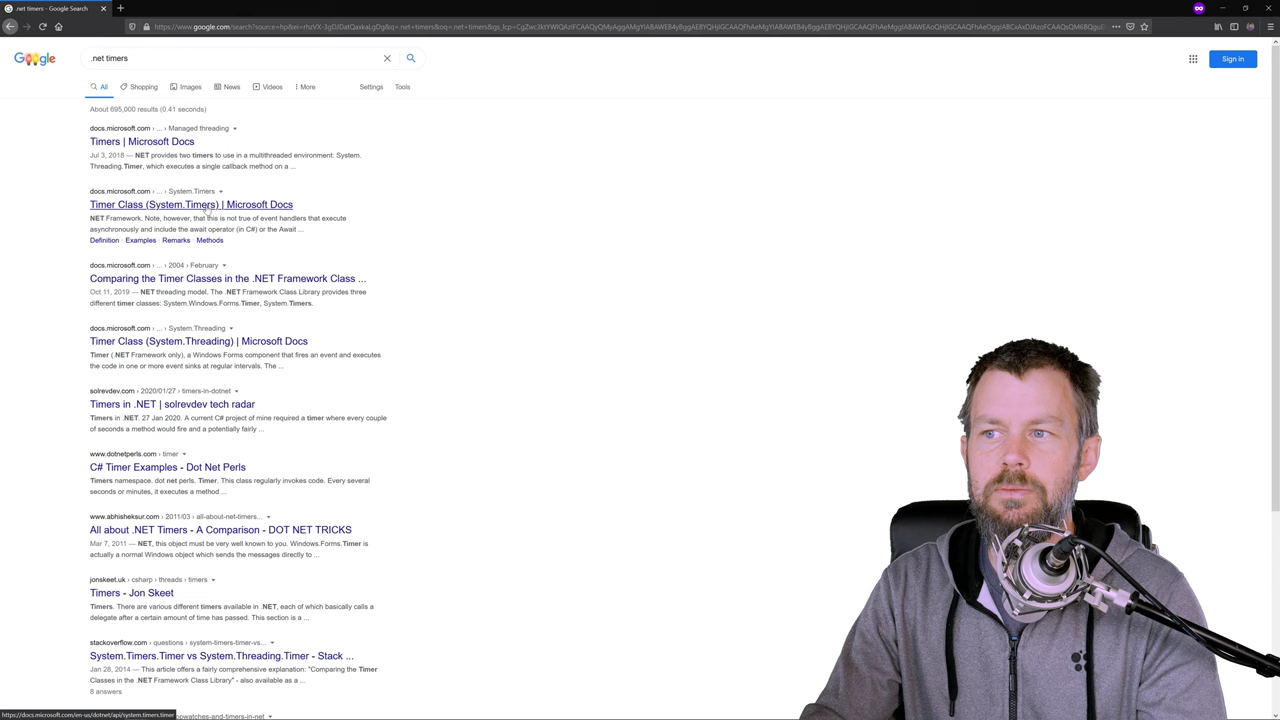 .net timers - Google Search
Google
.net timers
Sign in
All
Shopping
Images
News
Videos
More
Settings
Tools
About 695,000 results (0.41 seconds)
docs.microsoft.com › ... › Managed threading
Timers | Microsoft Docs
Jul 3, 2018 — NET provides two timers to use in a multithreaded environment: System.
Threading.Timer, which executes a single callback method on a ...
docs.microsoft.com › ... › System.Timers
Timer Class (System.Timers) | Microsoft Docs
NET Framework. Note, however, that this is not true of event handlers that execute
asynchronously and include the await operator (in C#) or the Await ...
Definition · Examples · Remarks · Methods
docs.microsoft.com › ... › 2004 › February
Comparing the Timer Classes in the .NET Framework Class ...
Oct 11, 2019 — NET threading model. The .NET Framework Class Library provides three
different timer classes: System.Windows.Forms.Timer, System.Timers.
docs.microsoft.com › ... › System.Threading
Timer Class (System.Threading) | Microsoft Docs
Timer (.NET Framework only), a Windows Forms component that fires an event and executes
the code in one or more event sinks at regular intervals. The ...
solrevdev.com › 2020/01/27 › timers-in-dotnet
Timers in .NET | solrevdev tech radar
Timers in .NET. 27 Jan 2020. A current C# project of mine required a timer where every couple
of seconds a method would fire and a potentially fairly ...
www.dotnetperls.com › timer
C# Timer Examples - Dot Net Perls
Timers namespace. dot net perls. Timer. This class regularly invokes code. Every several
seconds or minutes, it executes a method ...
www.abhisheksur.com › 2011/03 › all-about-net-timers...
All about .NET Timers - A Comparison - DOT NET TRICKS
Mar 7, 2011 — NET, this object must be very well known to you. Windows.Forms.Timer is
actually a normal Windows object which sends the messages directly to ...
jonskeet.uk › csharp › threads › timers
Timers - Jon Skeet
Timers. There are various different timers available in .NET, each of which basically calls a
delegate after a certain amount of time has passed. This section is a ...
stackoverflow.com › questions › system-timers-timer-vs...
System.Timers.Timer vs System.Threading.Timer - Stack ...
Jan 28, 2014 — This article offers a fairly comprehensive explanation: "Comparing the Timer
Classes in the .NET Framework Class Library" - also available as a ...
8 answers
https://docs.microsoft.com/en-us/dotnet/api/system.timers.timer